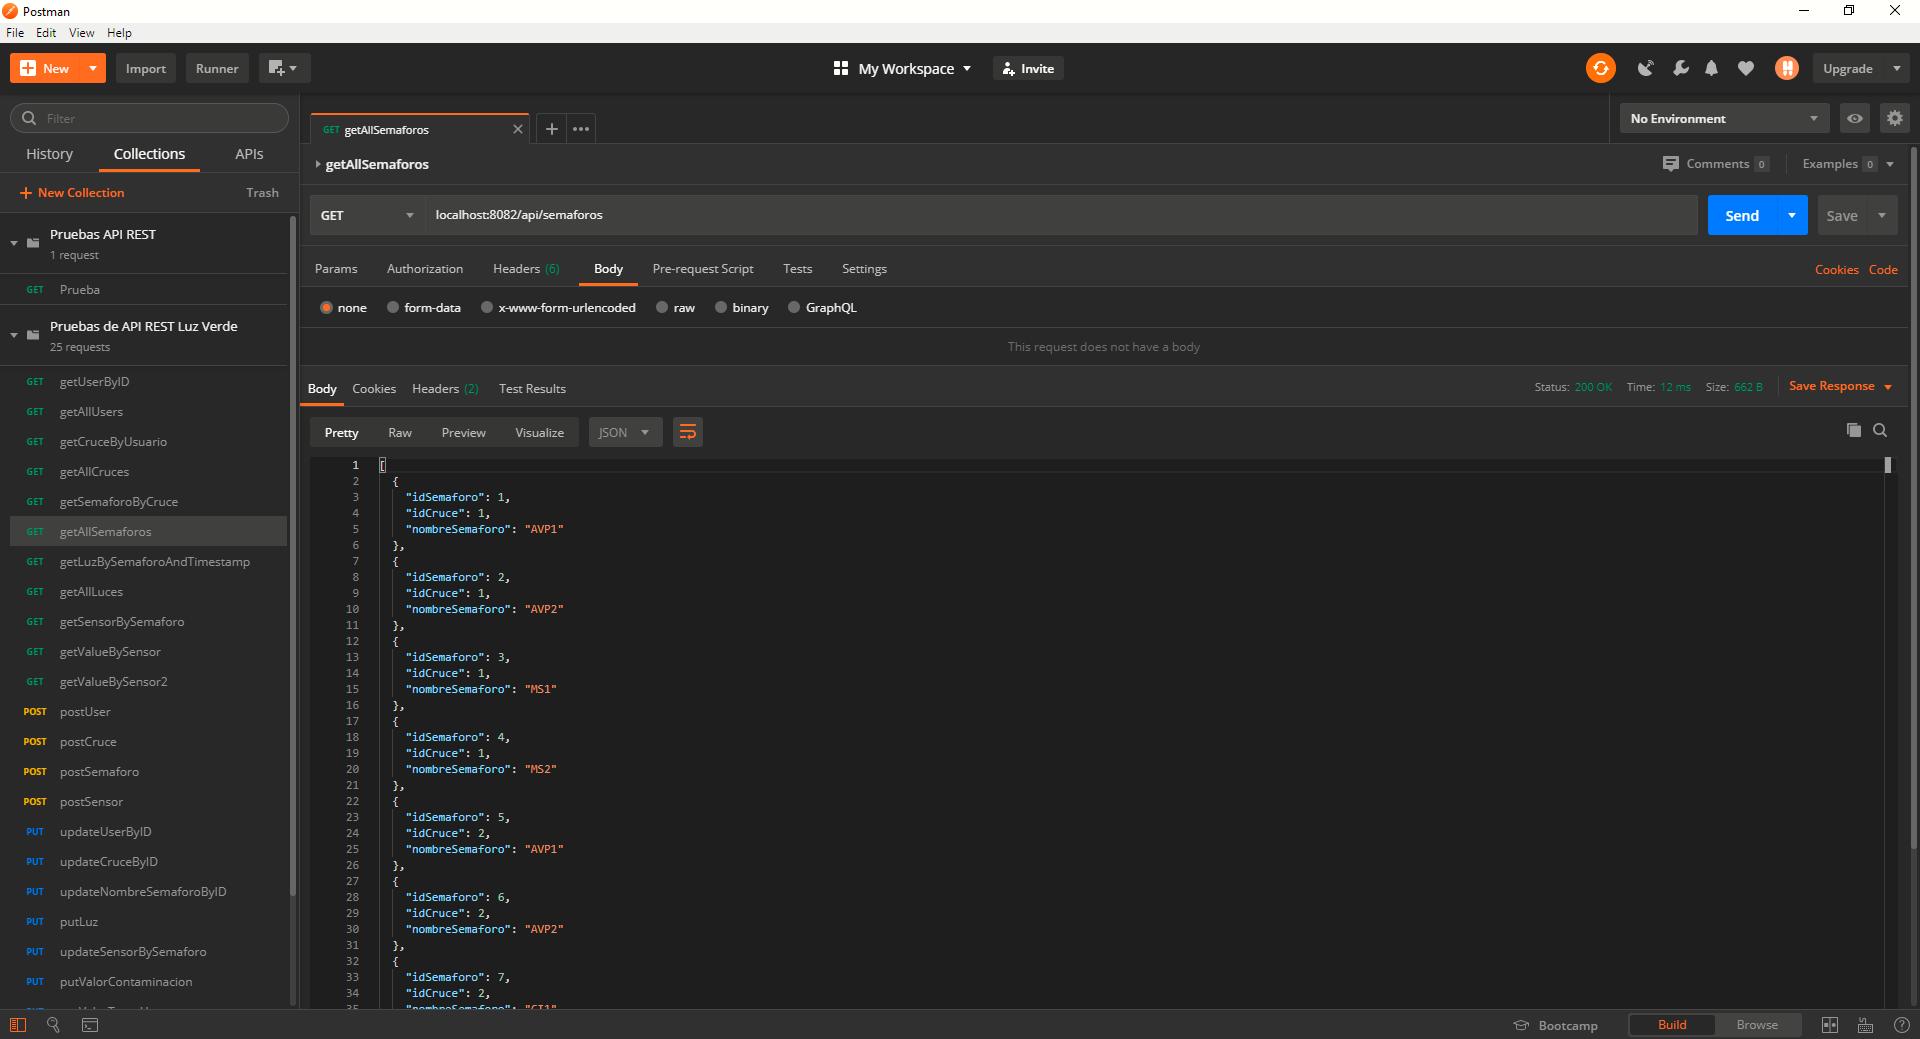 Postman
File Edit View Help
New Import Runner My Workspace Invite Upgrade
Filter
History Collections APIs
New Collection Trash
Pruebas API REST
1 request
GET Prueba
Pruebas de API REST Luz Verde
25 requests
GET getUserByID
GET getAllUsers
GET getCruceByUsuario
GET getAllCruces
GET getSemaforoByCruce
GET getAllSemaforos
GET getLuzBySemaforoAndTimestamp
GET getAllLuces
GET getSensorBySemaforo
GET getValueBySensor
GET getValueBySensor2
POST postUser
POST postCruce
POST postSemaforo
POST postSensor
PUT updateUserByID
PUT updateCruceByID
PUT updateNombreSemaforoByID
PUT putLuz
PUT updateSensorBySemaforo
PUT putValorContaminacion
GET getAllSemaforos
No Environment
getAllSemaforos Comments 0 Examples 0
GET localhost:8082/api/semaforos Send Save
Params Authorization Headers (6) Body Pre-request Script Tests Settings Cookies Code
none form-data x-www-form-urlencoded raw binary GraphQL
This request does not have a body
Body Cookies Headers (2) Test Results Status: 200 OK Time: 12 ms Size: 662 B Save Response
Pretty Raw Preview Visualize JSON
1 [
2 {
3 "idSemaforo": 1,
4 "idCruce": 1,
5 "nombreSemaforo": "AVP1"
6 },
7 {
8 "idSemaforo": 2,
9 "idCruce": 1,
10 "nombreSemaforo": "AVP2"
11 },
12 {
13 "idSemaforo": 3,
14 "idCruce": 1,
15 "nombreSemaforo": "MS1"
16 },
17 {
18 "idSemaforo": 4,
19 "idCruce": 1,
20 "nombreSemaforo": "MS2"
21 },
22 {
23 "idSemaforo": 5,
24 "idCruce": 2,
25 "nombreSemaforo": "AVP1"
26 },
27 {
28 "idSemaforo": 6,
29 "idCruce": 2,
30 "nombreSemaforo": "AVP2"
31 },
32 {
33 "idSemaforo": 7,
34 "idCruce": 2,
35 "nombreSemaforo": "CI1"
Bootcamp Build Browse